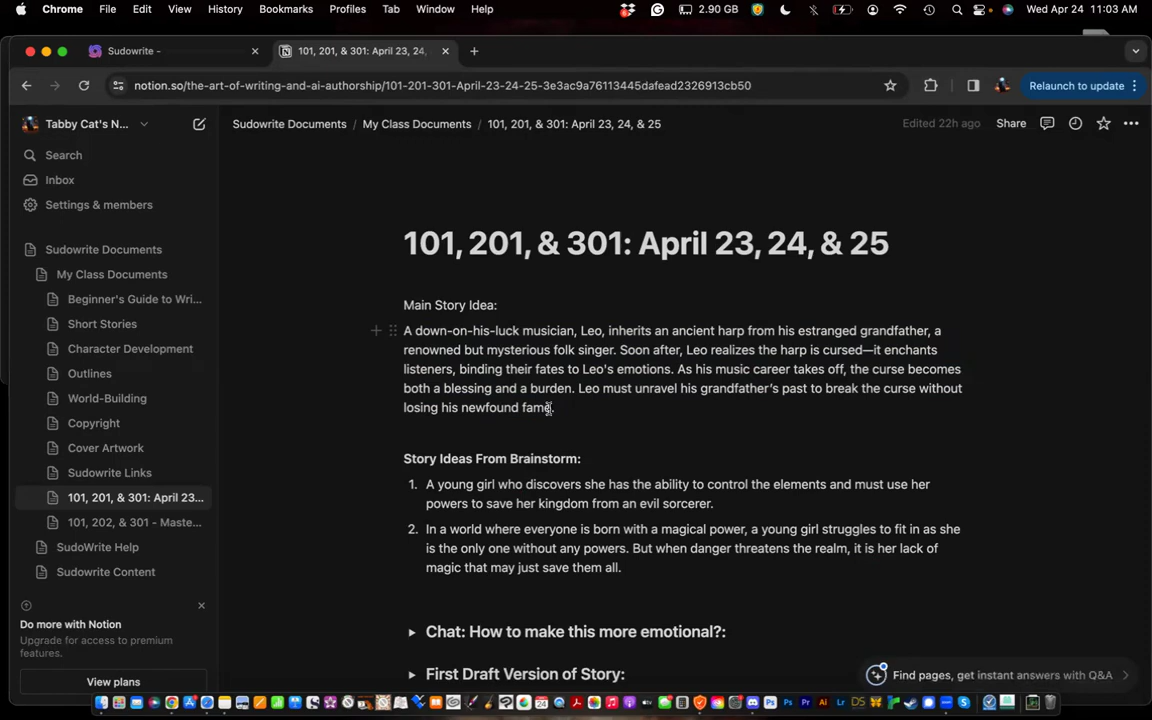 Chrome File Edit View History Bookmarks Profiles Tab Window Help 2.90 GB Wed Apr 24 11:03 AM
Sudowrite - 101, 201, & 301: April 23, 24,
notion.so/the-art-of-writing-and-ai-authorship/101-201-301-April-23-24-25-3e3ac9a76113445dafead2326913cb50 Relaunch to update
Tabby Cat's N... Sudowrite Documents / My Class Documents / 101, 201, & 301: April 23, 24, & 25 Edited 22h ago Share
Search
Inbox
Settings & members
Sudowrite Documents
My Class Documents
Beginner's Guide to Wri...
Short Stories
Character Development
Outlines
World-Building
Copyright
Cover Artwork
Sudowrite Links
101, 201, & 301: April 23...
101, 202, & 301 - Maste...
SudoWrite Help
Sudowrite Content
Do more with Notion
Upgrade for access to premium
features.
View plans
101, 201, & 301: April 23, 24, & 25
Main Story Idea:
A down-on-his-luck musician, Leo, inherits an ancient harp from his estranged grandfather, a
renowned but mysterious folk singer. Soon after, Leo realizes the harp is cursed—it enchants
listeners, binding their fates to Leo's emotions. As his music career takes off, the curse becomes
both a blessing and a burden. Leo must unravel his grandfather's past to break the curse without
losing his newfound fame.
Story Ideas From Brainstorm:
1. A young girl who discovers she has the ability to control the elements and must use her
powers to save her kingdom from an evil sorcerer.
2. In a world where everyone is born with a magical power, a young girl struggles to fit in as she
is the only one without any powers. But when danger threatens the realm, it is her lack of
magic that may just save them all.
Chat: How to make this more emotional?:
First Draft Version of Story:
Find pages, get instant answers with Q&A